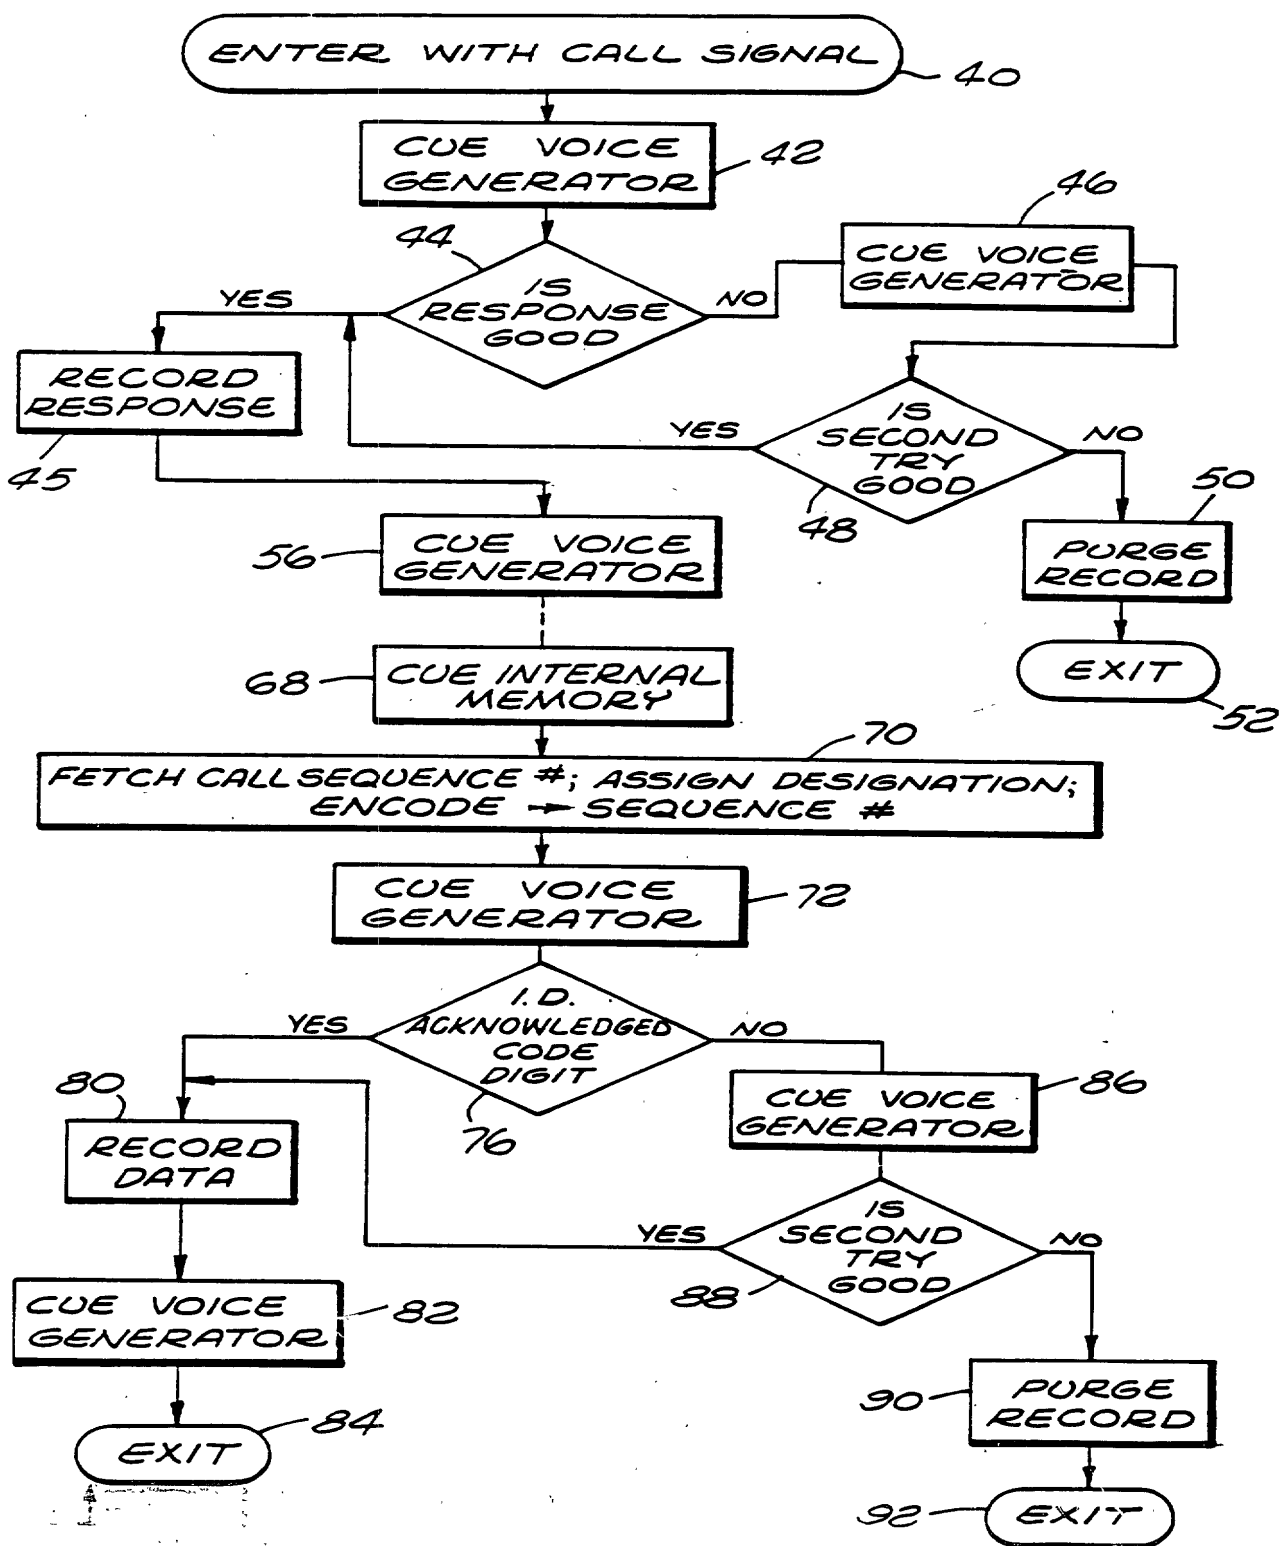 ENTER WITH CALL SIGNAL
40
CUE VOICE
GENERATOR
42
44
IS
RESPONSE
GOOD
YES
NO
46
CUE VOICE
GENERATOR
RECORD
RESPONSE
45
IS
SECOND
TRY
GOOD
YES
NO
48
50
PURGE
RECORD
EXIT
52
56
CUE VOICE
GENERATOR
68
CUE INTERNAL
MEMORY
70
FETCH CALL SEQUENCE #; ASSIGN DESIGNATION;
ENCODE → SEQUENCE #
CUE VOICE
GENERATOR
72
I.D.
ACKNOWLEDGED
CODE
DIGIT
YES
NO
76
80
RECORD
DATA
86
CUE VOICE
GENERATOR
IS
SECOND
TRY
GOOD
YES
NO
88
CUE VOICE
GENERATOR
82
84
EXIT
90
PURGE
RECORD
92
EXIT